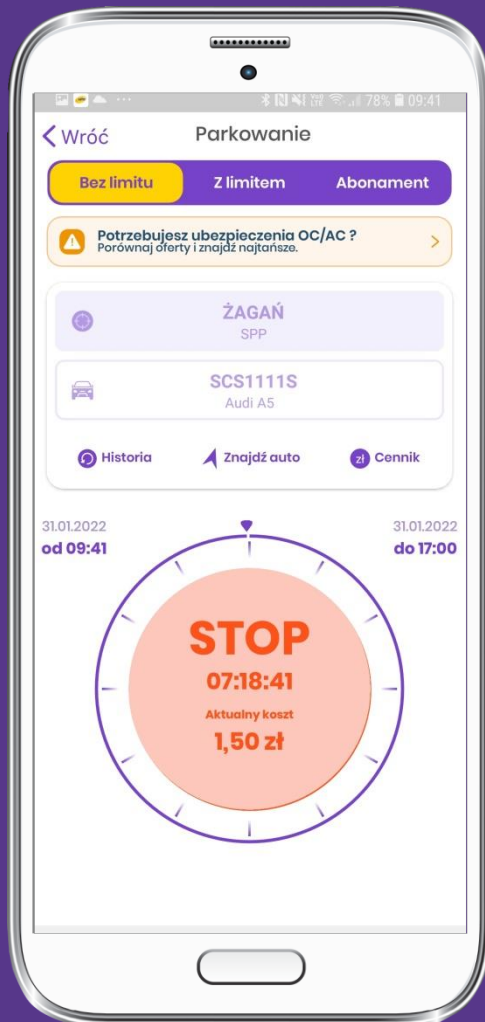 78% 09:41
Wróć
Parkowanie
Bez limitu
Z limitem
Abonament
Potrzebujesz ubezpieczenia OC/AC ?
Porównaj oferty i znajdź najtańsze.
ŻAGAŃ
SPP
SCS1111S
Audi A5
Historia
Znajdź auto
zł Cennik
31.01.2022
od 09:41
31.01.2022
do 17:00
STOP
07:18:41
Aktualny koszt
1,50 zł